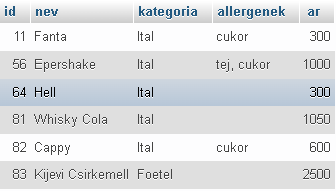 id nev kategoria allergenek ar
11 Fanta Ital cukor 300
56 Epershake Ital tej, cukor 1000
64 Hell Ital 300
81 Whisky Cola Ital 1050
82 Cappy Ital cukor 600
83 Kijevi Csirkemell Foetel 2500